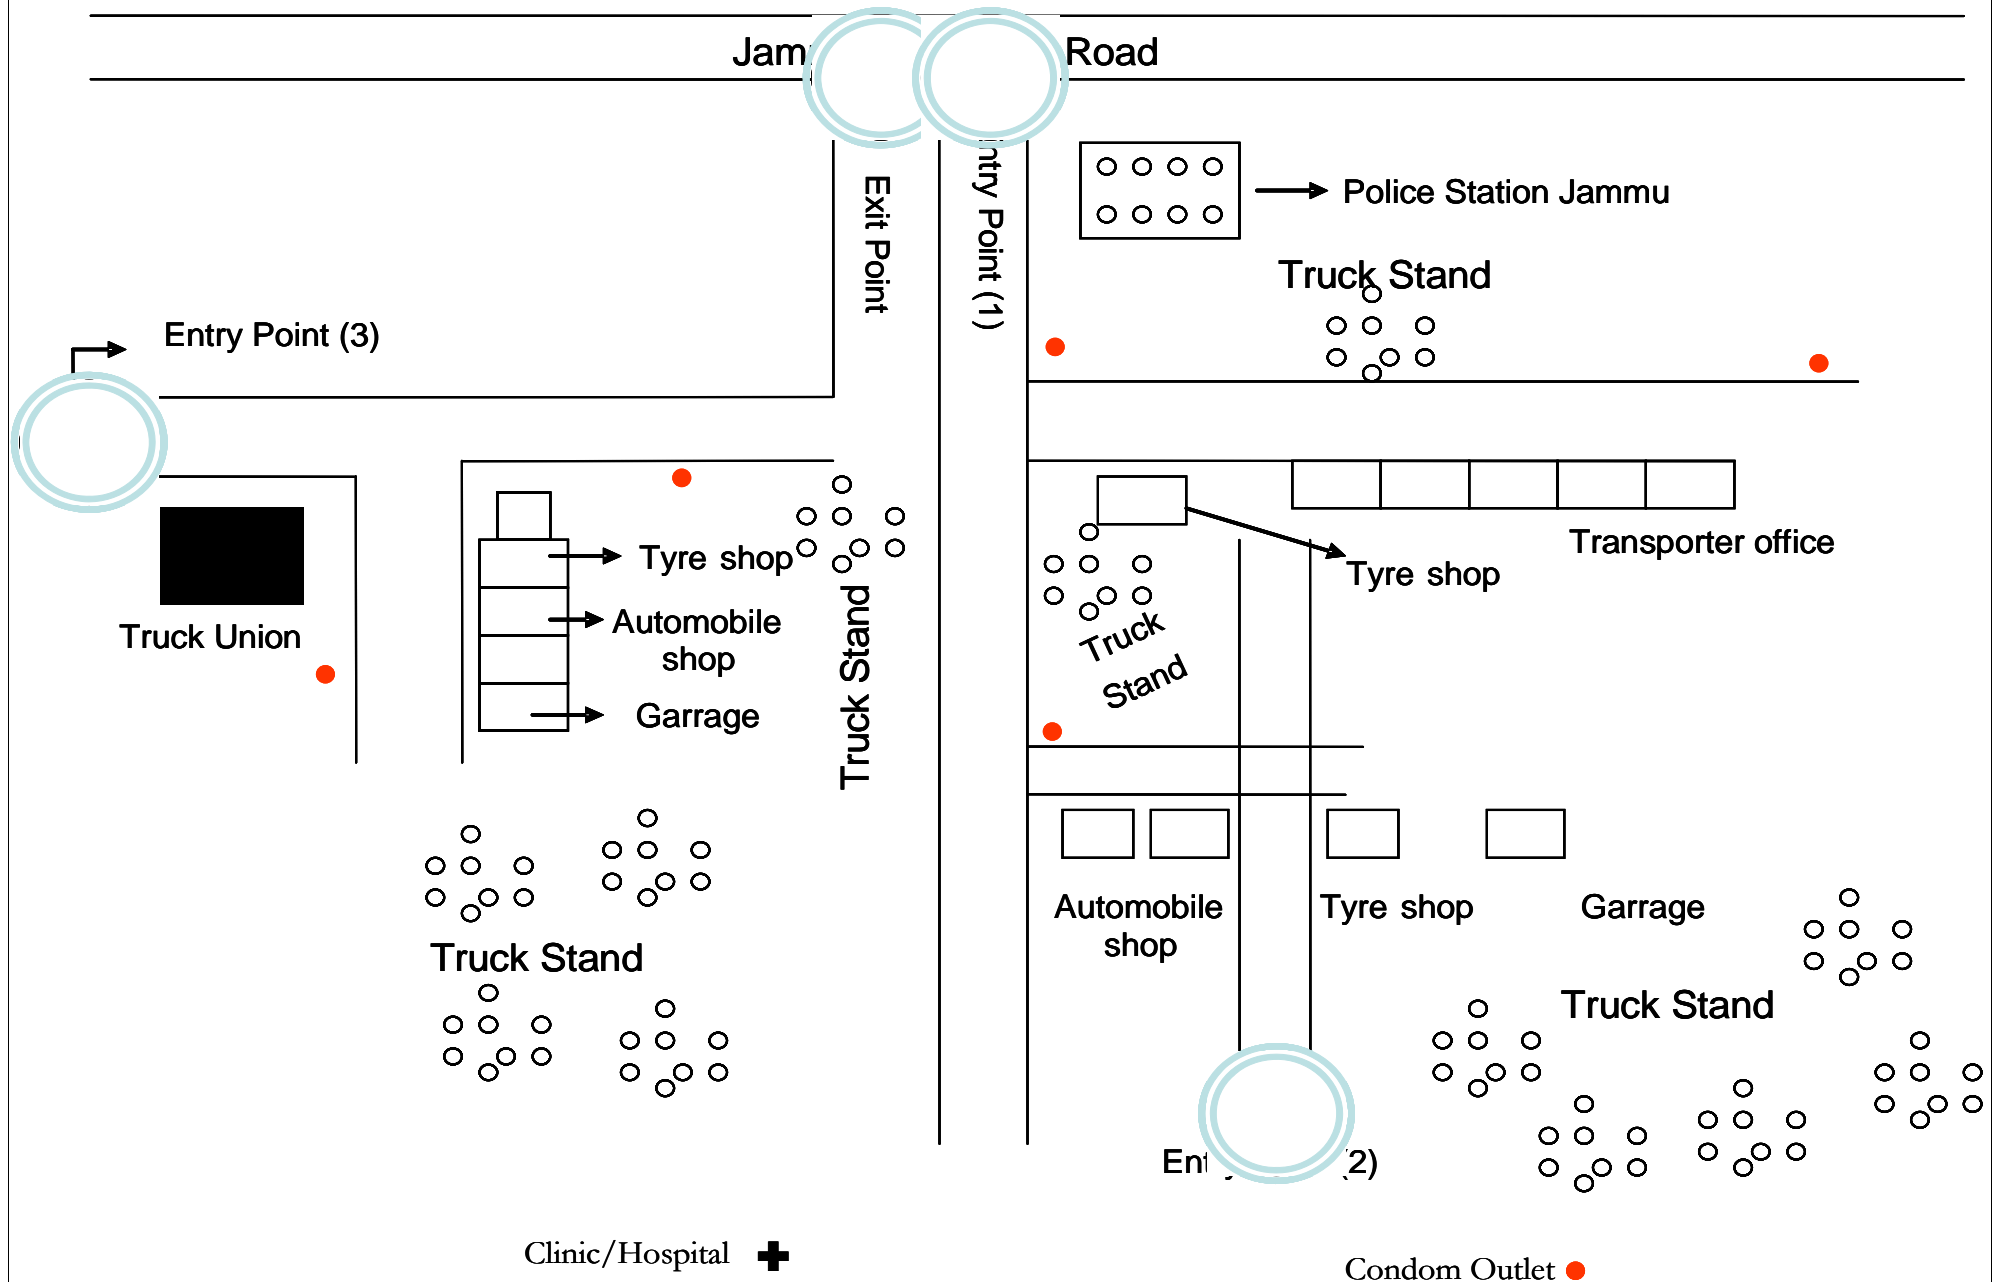 Jam
Road
Exit Point
ntry Point (1)
Police Station Jammu
Truck Stand
Entry Point (3)
Tyre shop
Transporter office
Tyre shop
Truck Union
Automobile
shop
Garrage
Truck Stand
Truck
Stand
Automobile
shop
Tyre shop
Garrage
Truck Stand
Truck Stand
(2)
Clinic/Hospital
Condom Outlet